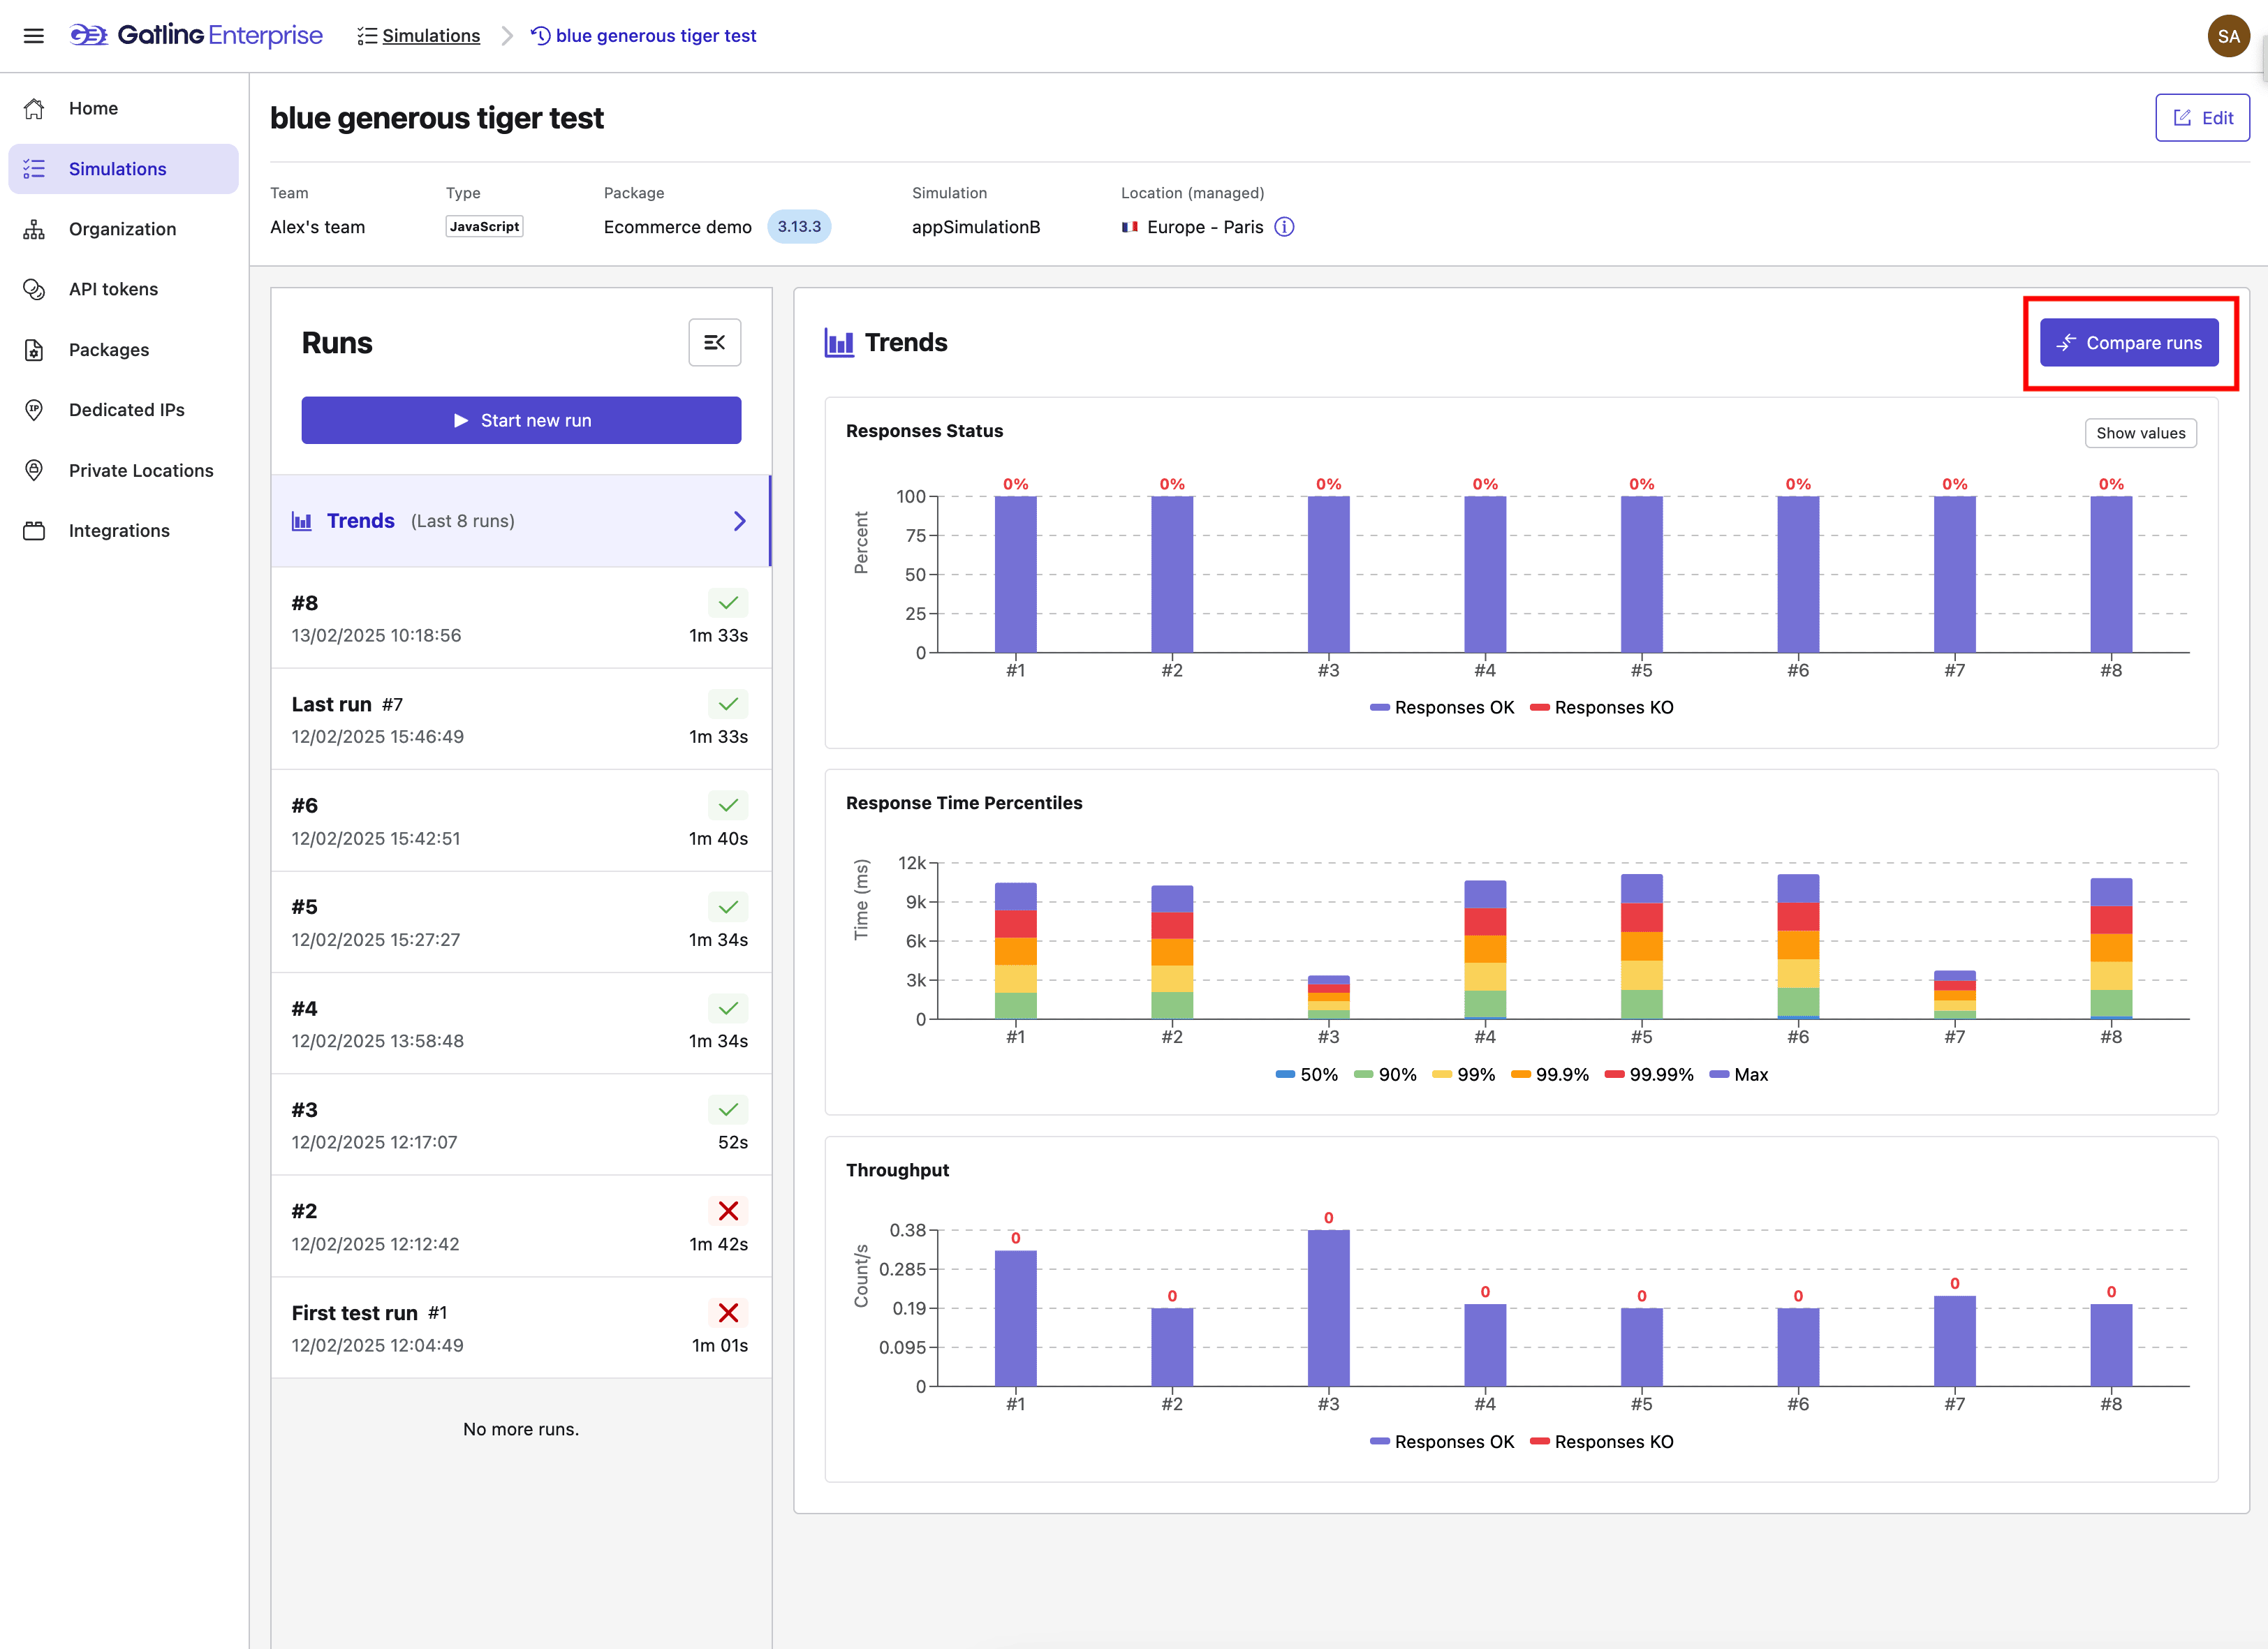 Gatling Enterprise
Simulations
blue generous tiger test
SA
Home
Simulations
Organization
API tokens
Packages
IP
Dedicated IPs
Private Locations
Integrations
blue generous tiger test
Edit
Team
Type
Package
Simulation
Location (managed)
Alex's team
JavaScript
Ecommerce demo 3.13.3
appSimulationB
Europe - Paris
Runs
Start new run
Trends (Last 8 runs)
#8
13/02/2025 10:18:56
1m 33s
Last run #7
12/02/2025 15:46:49
1m 33s
#6
12/02/2025 15:42:51
1m 40s
#5
12/02/2025 15:27:27
1m 34s
#4
12/02/2025 13:58:48
1m 34s
#3
12/02/2025 12:17:07
52s
#2
12/02/2025 12:12:42
1m 42s
First test run #1
12/02/2025 12:04:49
1m 01s
No more runs.
Trends
Compare runs
Responses Status
Show values
0% 0% 0% 0% 0% 0% 0% 0%
Percent
100
75
50
25
0
#1 #2 #3 #4 #5 #6 #7 #8
Responses OK Responses KO
Response Time Percentiles
Time (ms)
12k
9k
6k
3k
0
#1 #2 #3 #4 #5 #6 #7 #8
50% 90% 99% 99.9% 99.99% Max
Throughput
Count/s
0 0 0 0 0 0 0 0
0.38
0.285
0.19
0.095
0
#1 #2 #3 #4 #5 #6 #7 #8
Responses OK Responses KO